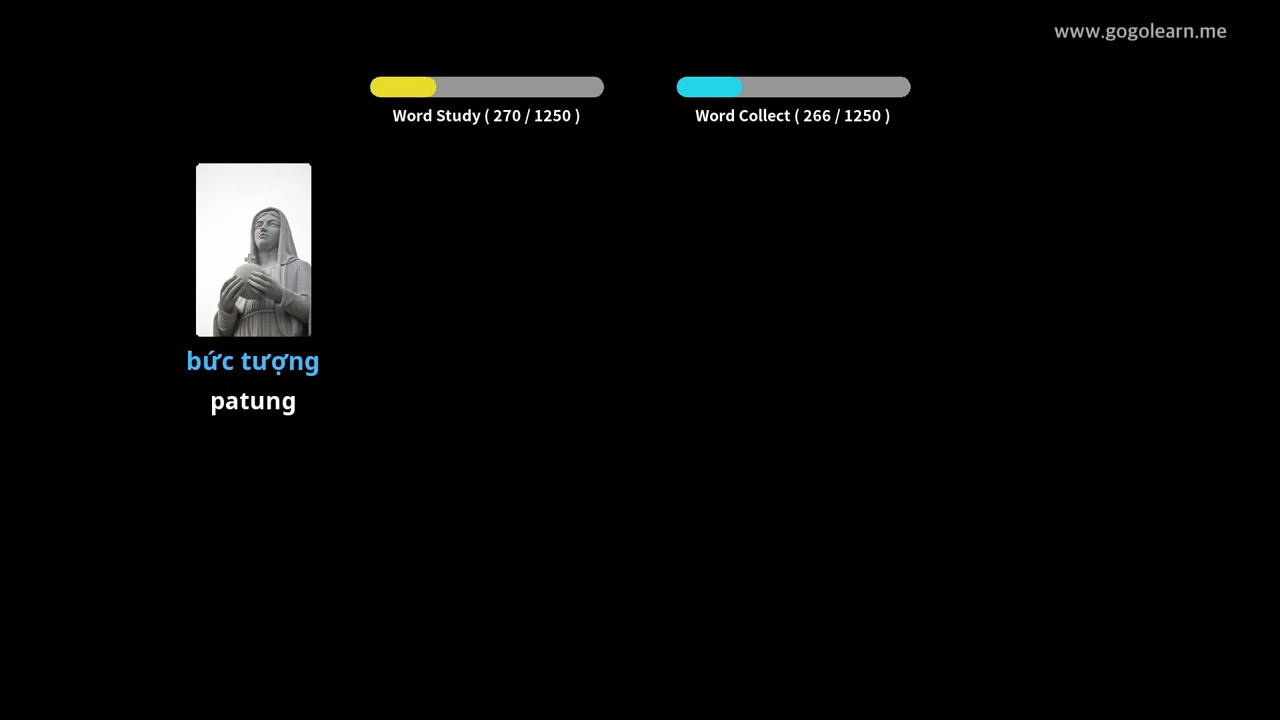 www.gogolearn.me
Word Study ( 270 / 1250 )
Word Collect ( 266 / 1250 )
bức tượng
patung